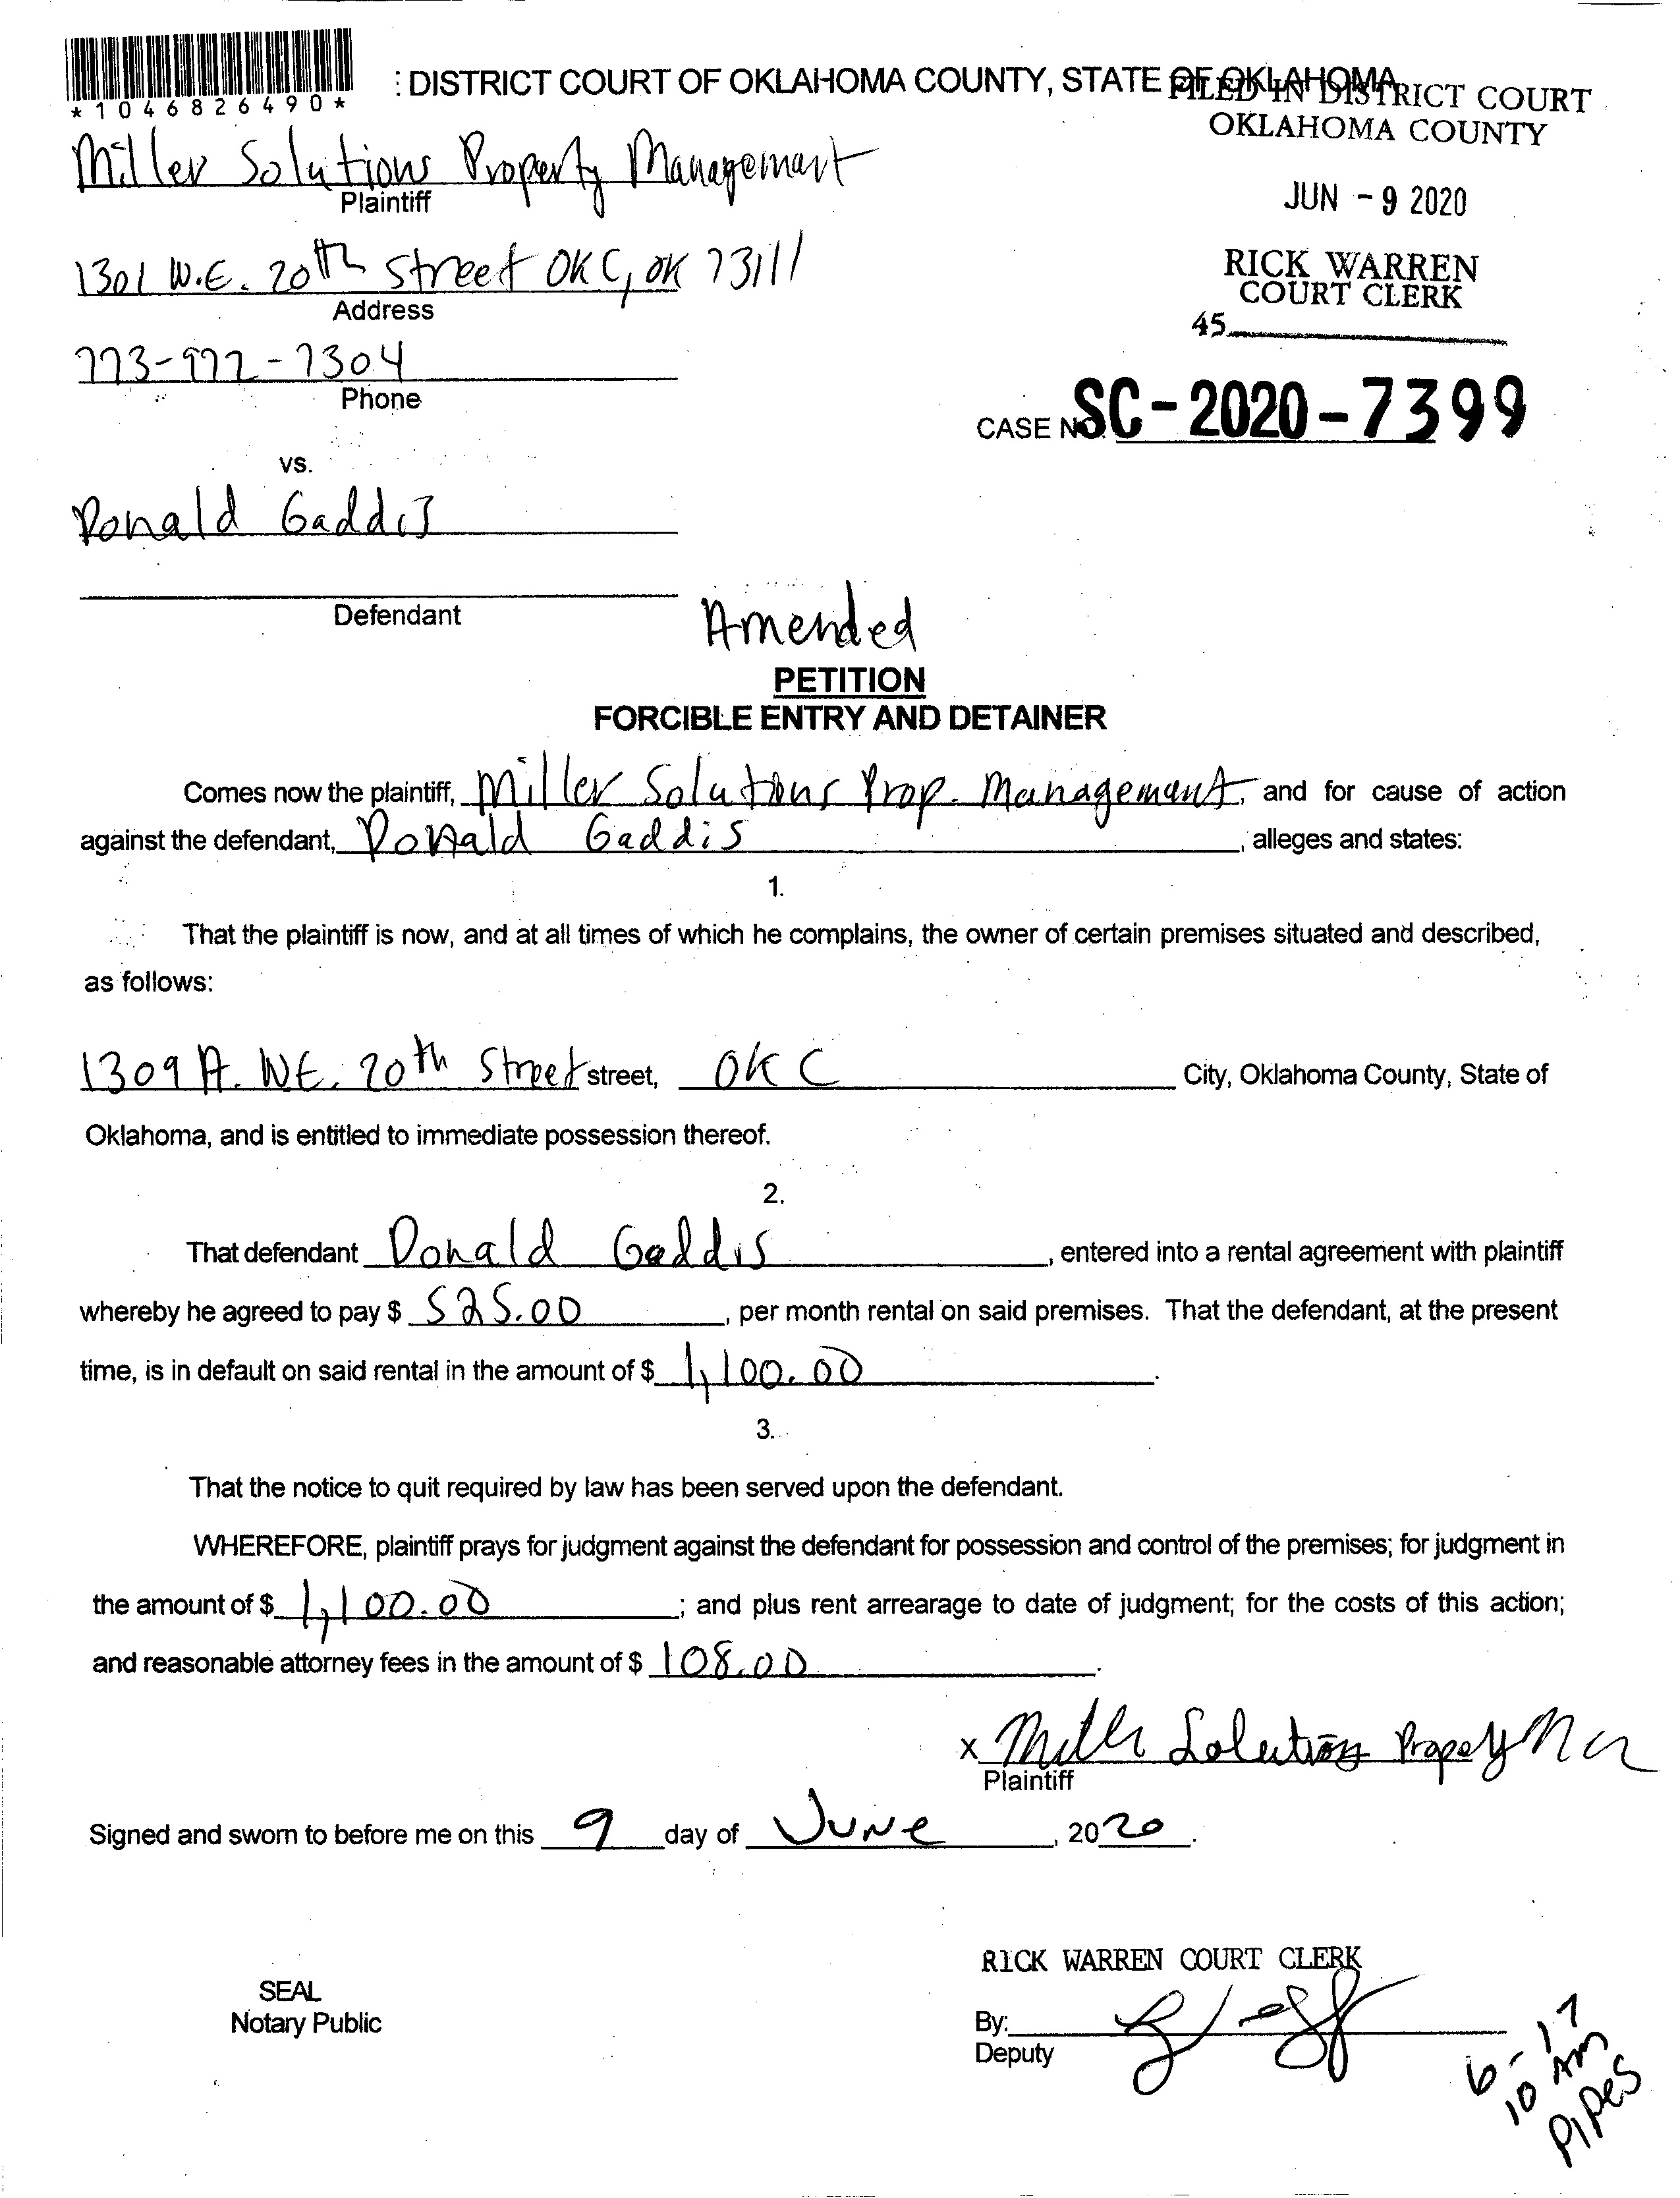 *1046826490*
: DISTRICT COURT OF OKLAHOMA COUNTY, STATE OF OKLAHOMA
FILED IN DISTRICT COURT
OKLAHOMA COUNTY
Miller Solutions Property Management
Plaintiff
JUN - 9 2020
1301 N.E. 20th Street OKC, OK 73111
Address
RICK WARREN
COURT CLERK
45
773-972-7304
Phone
CASE NO. SC-2020-7399
vs.
Donald Gaddis
Defendant
Amended
PETITION
FORCIBLE ENTRY AND DETAINER
Comes now the plaintiff, Miller Solutions Prop. Management, and for cause of action
against the defendant, Donald Gaddis, alleges and states:
1.
That the plaintiff is now, and at all times of which he complains, the owner of certain premises situated and described,
as follows:
1309 A. NE. 20th Street street, OKC City, Oklahoma County, State of
Oklahoma, and is entitled to immediate possession thereof.
2.
That defendant Donald Gaddis, entered into a rental agreement with plaintiff
whereby he agreed to pay $ 525.00, per month rental on said premises. That the defendant, at the present
time, is in default on said rental in the amount of $ 1,100.00.
3.
That the notice to quit required by law has been served upon the defendant.
WHEREFORE, plaintiff prays for judgment against the defendant for possession and control of the premises; for judgment in
the amount of $ 1,100.00; and plus rent arrearage to date of judgment; for the costs of this action;
and reasonable attorney fees in the amount of $ 108.00.
x Miller Solutions Property
Plaintiff
Signed and sworn to before me on this 9 day of June, 2020.
RICK WARREN COURT CLERK
SEAL
Notary Public
By:
Deputy
6-17
10 AM
Pipes